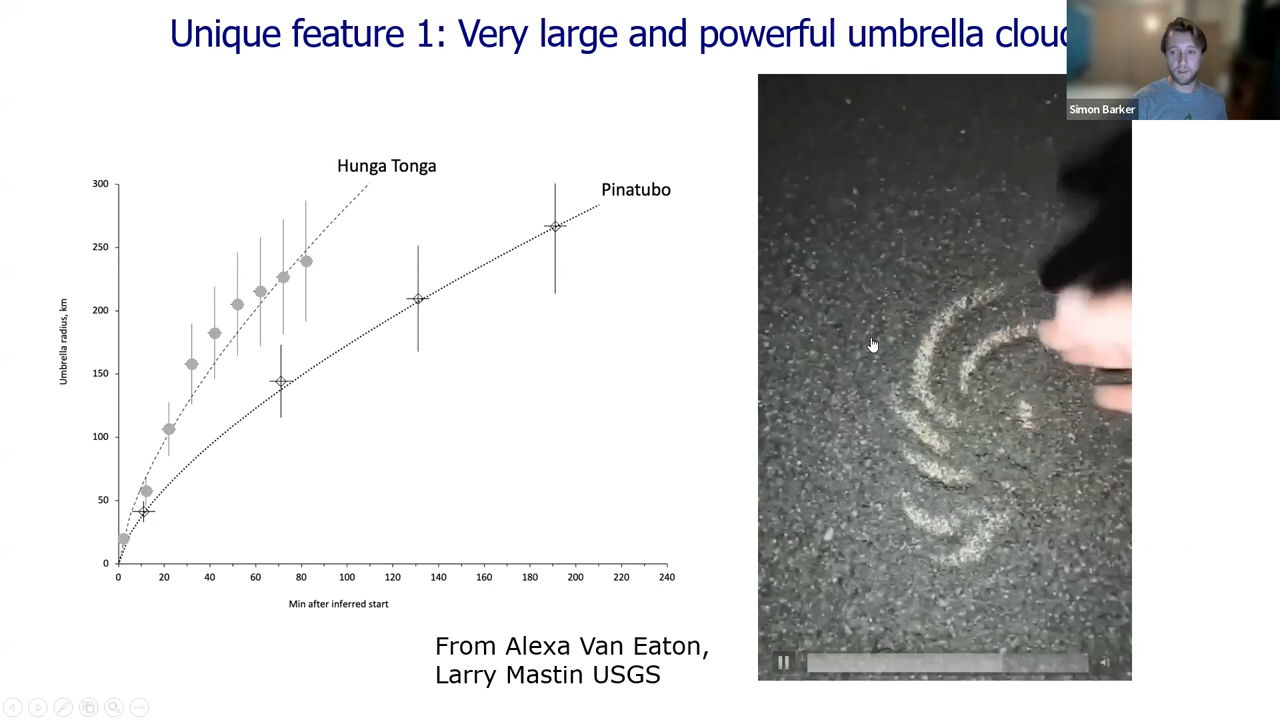 Unique feature 1: Very large and powerful umbrella clou
Simon Barker
Hunga Tonga
Pinatubo
300
250
200
150
100
50
0
Umbrella radius, km
0 20 40 60 80 100 120 140 160 180 200 220 240
Min after inferred start
From Alexa Van Eaton,
Larry Mastin USGS